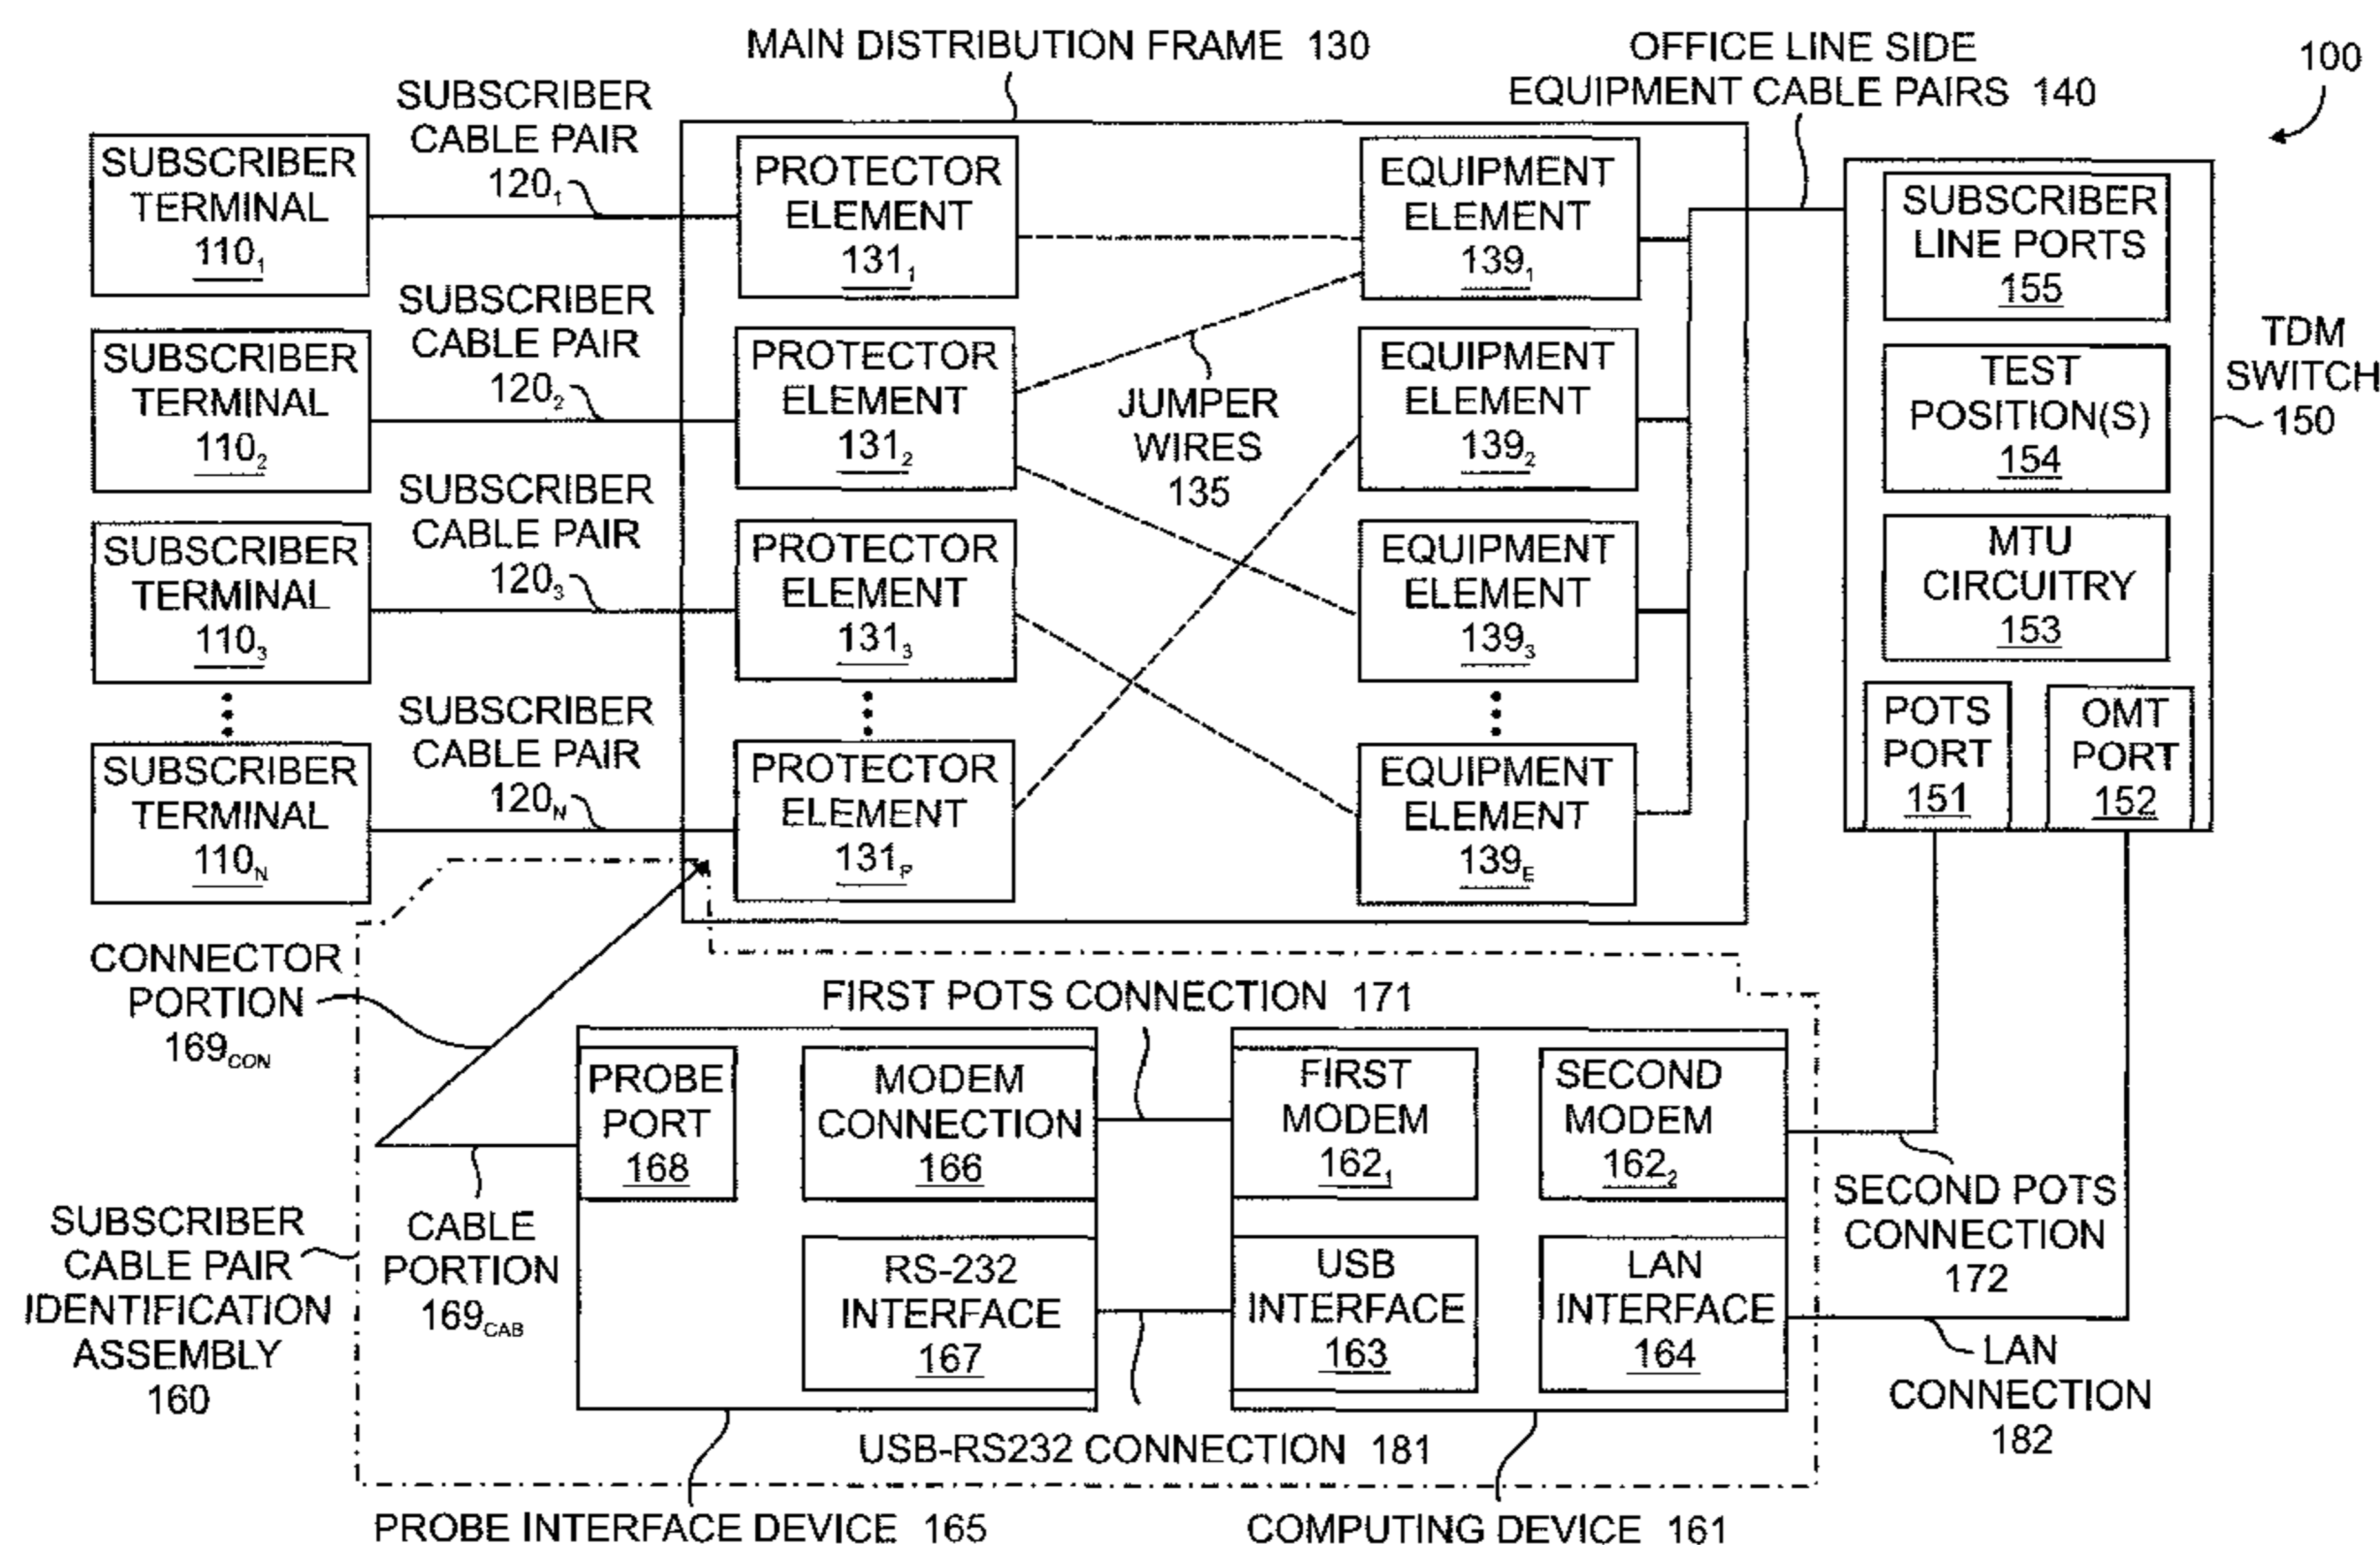 MAIN DISTRIBUTION FRAME 130
OFFICE LINE SIDE
EQUIPMENT CABLE PAIRS 140
100
SUBSCRIBER
TERMINAL
110₁
SUBSCRIBER
CABLE PAIR
120₁
PROTECTOR
ELEMENT
131₁
EQUIPMENT
ELEMENT
139₁
SUBSCRIBER
LINE PORTS
155
SUBSCRIBER
TERMINAL
110₂
SUBSCRIBER
CABLE PAIR
120₂
PROTECTOR
ELEMENT
131₂
JUMPER
WIRES
135
EQUIPMENT
ELEMENT
139₂
TEST
POSITION(S)
154
TDM
SWITCH
150
SUBSCRIBER
TERMINAL
110₃
SUBSCRIBER
CABLE PAIR
120₃
PROTECTOR
ELEMENT
131₃
EQUIPMENT
ELEMENT
139₃
MTU
CIRCUITRY
153
SUBSCRIBER
TERMINAL
110N
SUBSCRIBER
CABLE PAIR
120N
PROTECTOR
ELEMENT
131P
EQUIPMENT
ELEMENT
139E
POTS
PORT
151
OMT
PORT
152
CONNECTOR
PORTION
169CON
FIRST POTS CONNECTION 171
PROBE
PORT
168
MODEM
CONNECTION
166
FIRST
MODEM
162₁
SECOND
MODEM
162₂
SECOND POTS
CONNECTION
172
SUBSCRIBER
CABLE PAIR
IDENTIFICATION
ASSEMBLY
160
CABLE
PORTION
169CAB
RS-232
INTERFACE
167
USB
INTERFACE
163
LAN
INTERFACE
164
LAN
CONNECTION
182
USB-RS232 CONNECTION 181
PROBE INTERFACE DEVICE 165
COMPUTING DEVICE 161